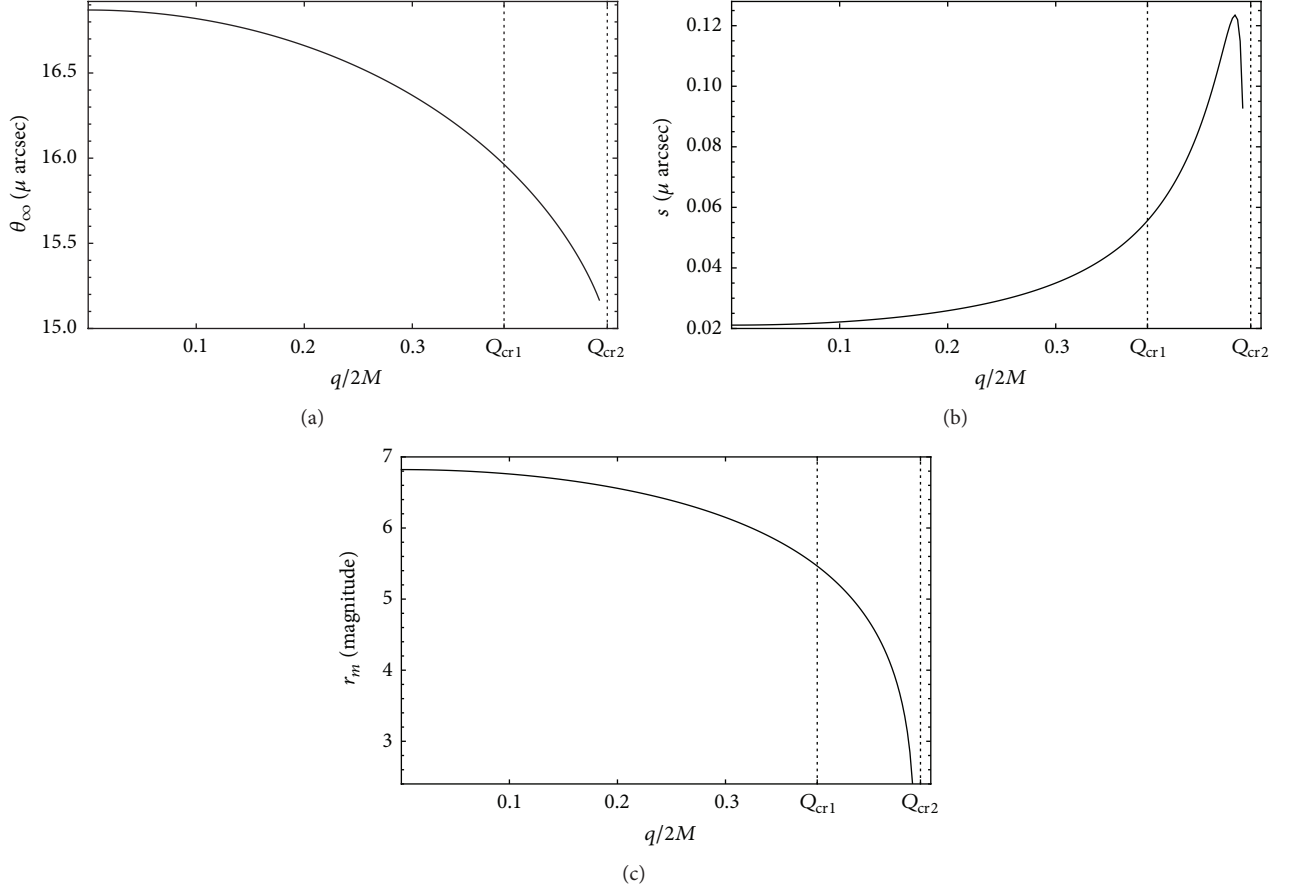 16.5
16.0
15.5
15.0
θ∞ (μ arcsec)
0.1 0.2 0.3 Qcr1 Qcr2
q/2M
(a)
0.12
0.10
0.08
0.06
0.04
0.02
s (μ arcsec)
0.1 0.2 0.3 Qcr1 Qcr2
q/2M
(b)
7
6
5
4
3
rm (magnitude)
0.1 0.2 0.3 Qcr1 Qcr2
q/2M
(c)